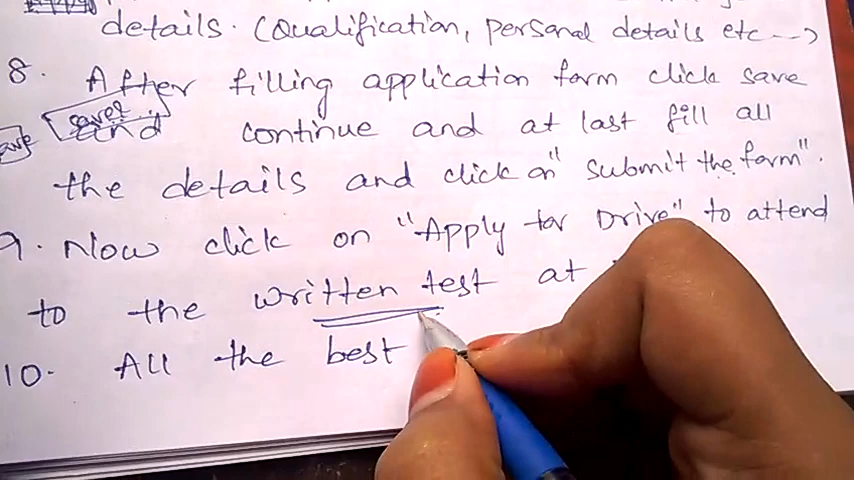 details. (Qualification, personal details etc --->)
8. After filling application form click save
and continue and at last fill all
the details and click on "submit the form".
9. Now click on "Apply for Drive" to attend
to the written test at
10. All the best